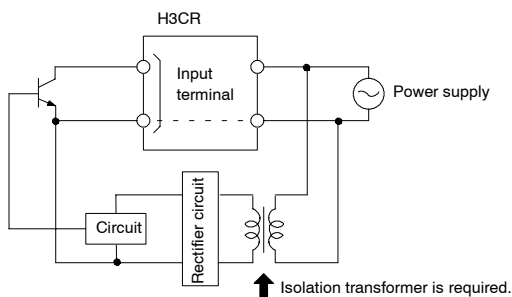 H3CR
Input
terminal
Power supply
Circuit
Rectifier circuit
Isolation transformer is required.